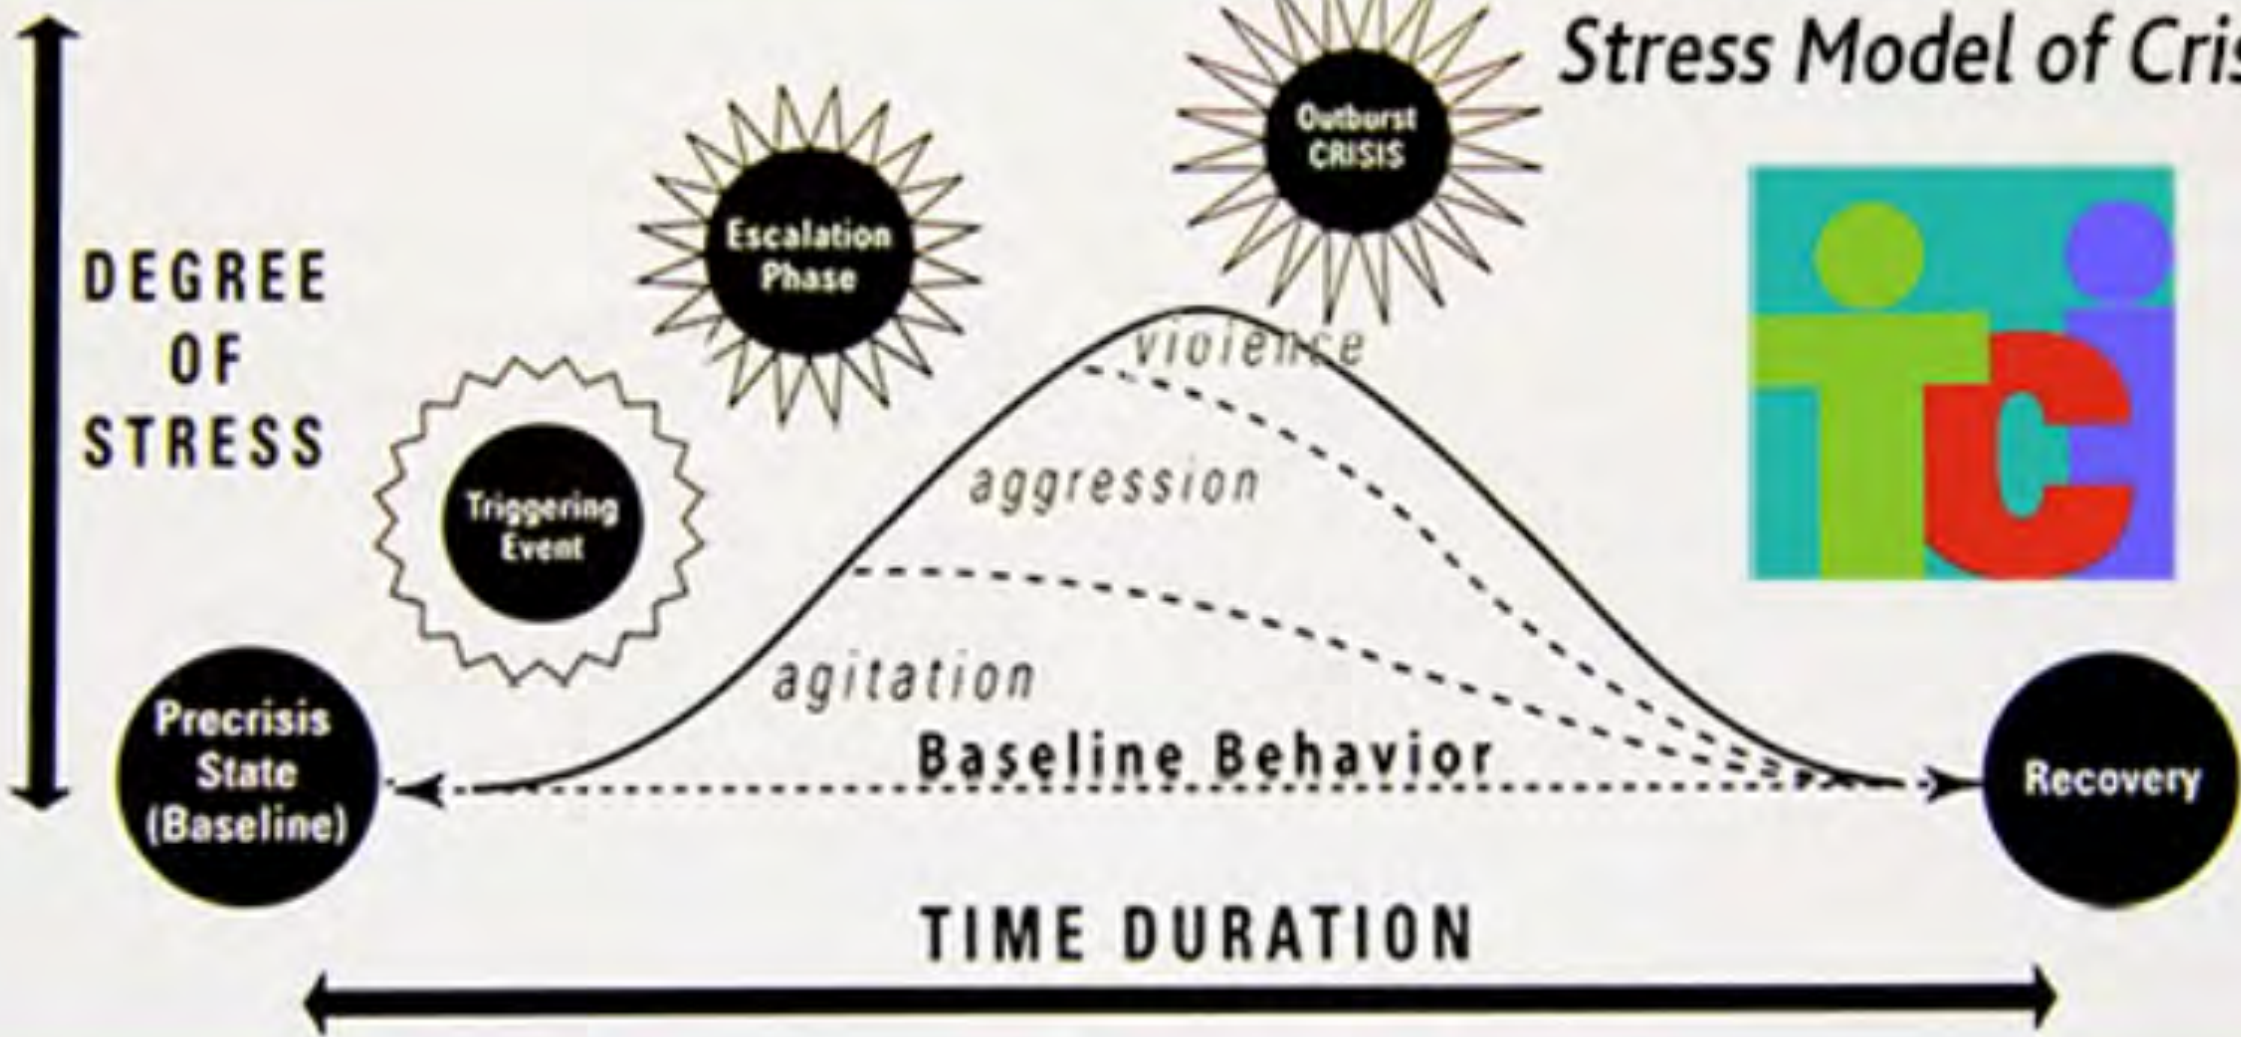 Stress Model of Cris
Outburst
CRISIS
Escalation
Phase
DEGREE
OF
STRESS
violence
aggression
Triggering
Event
TCI
agitation
Precrisis
State
(Baseline)
Baseline Behavior
Recovery
TIME DURATION